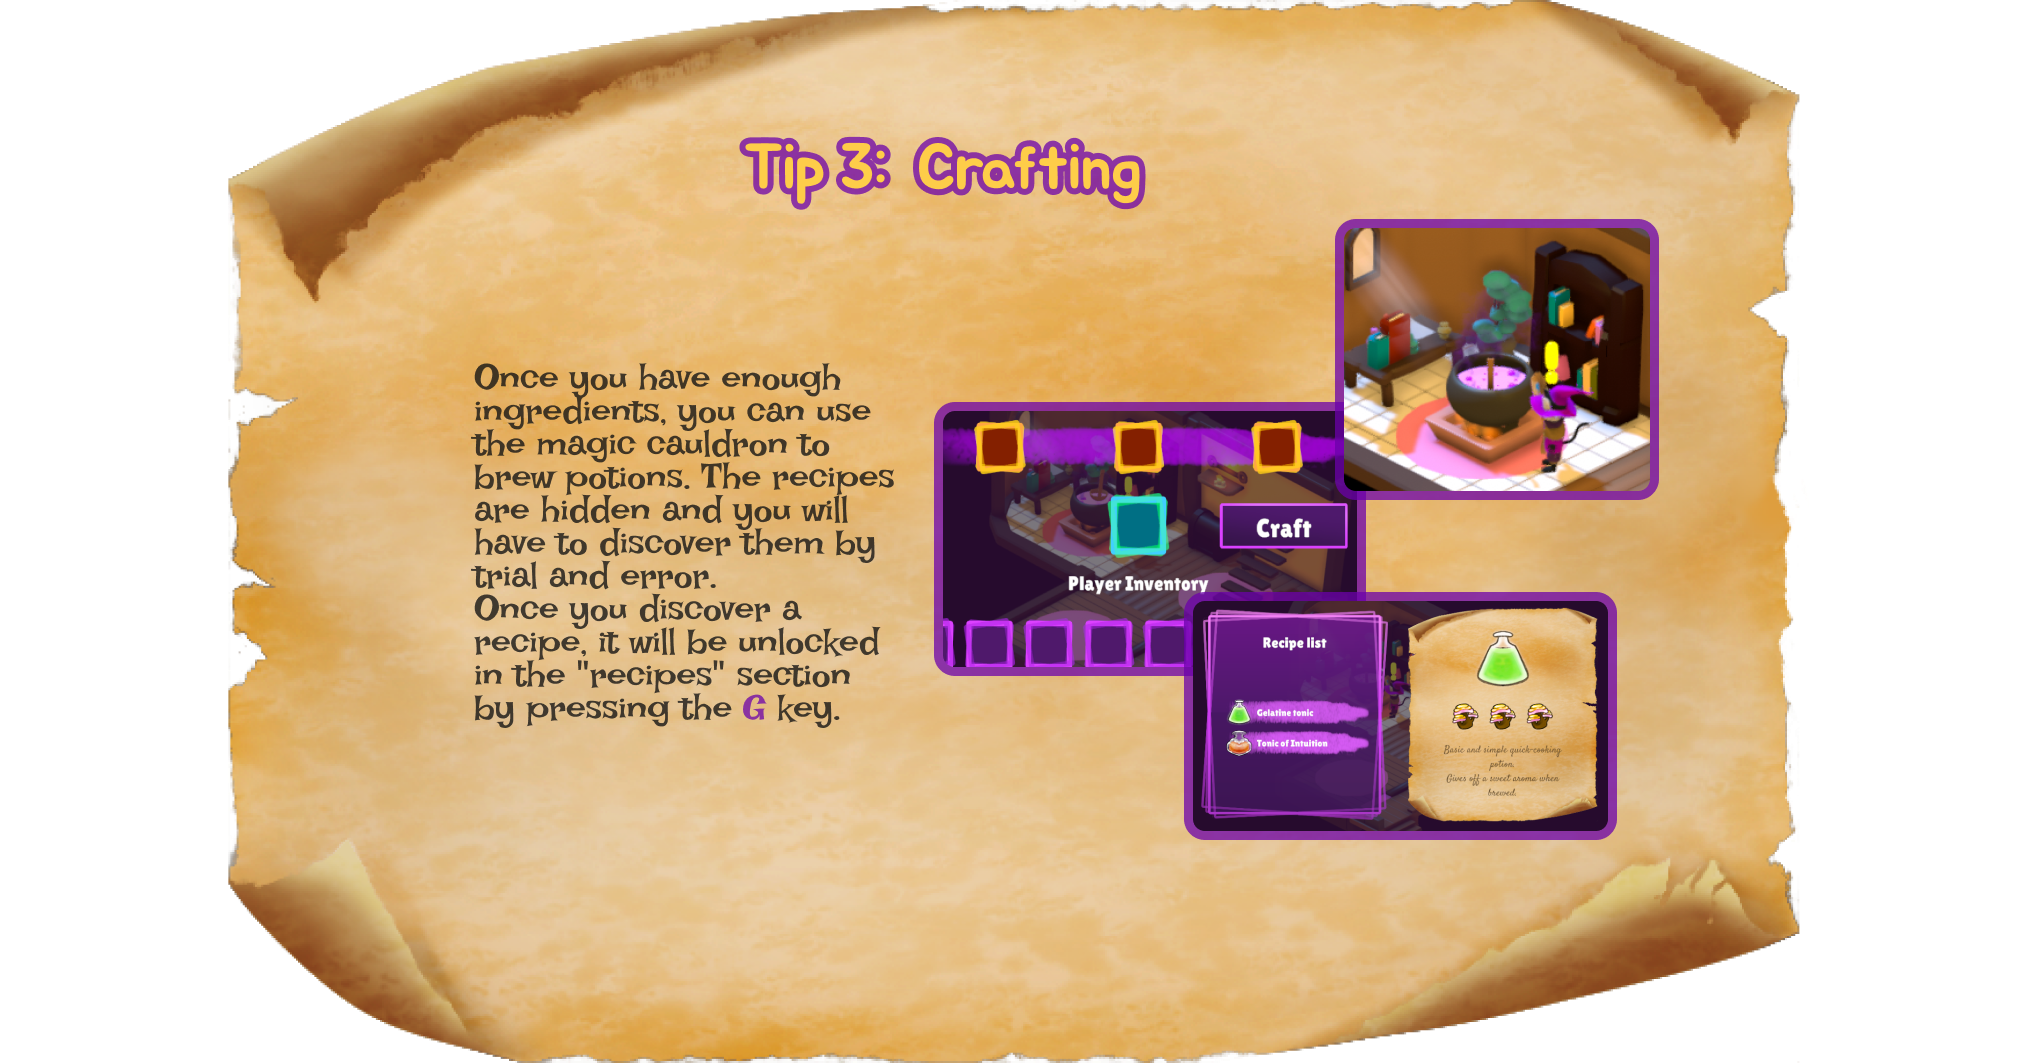 Tip 3: Crafting
Once you have enough
ingredients, you can use
the magic cauldron to
brew potions. The recipes
are hidden and you will
have to discover them by
trial and error.
Once you discover a
recipe, it will be unlocked
in the "recipes" section
by pressing the G key.
Craft
Player Inventory
Recipe list
Gelatine tonic
Tonic of Intuition
Basic and simple quick-cooking
potion.
Gives off a sweet aroma when
brewed.